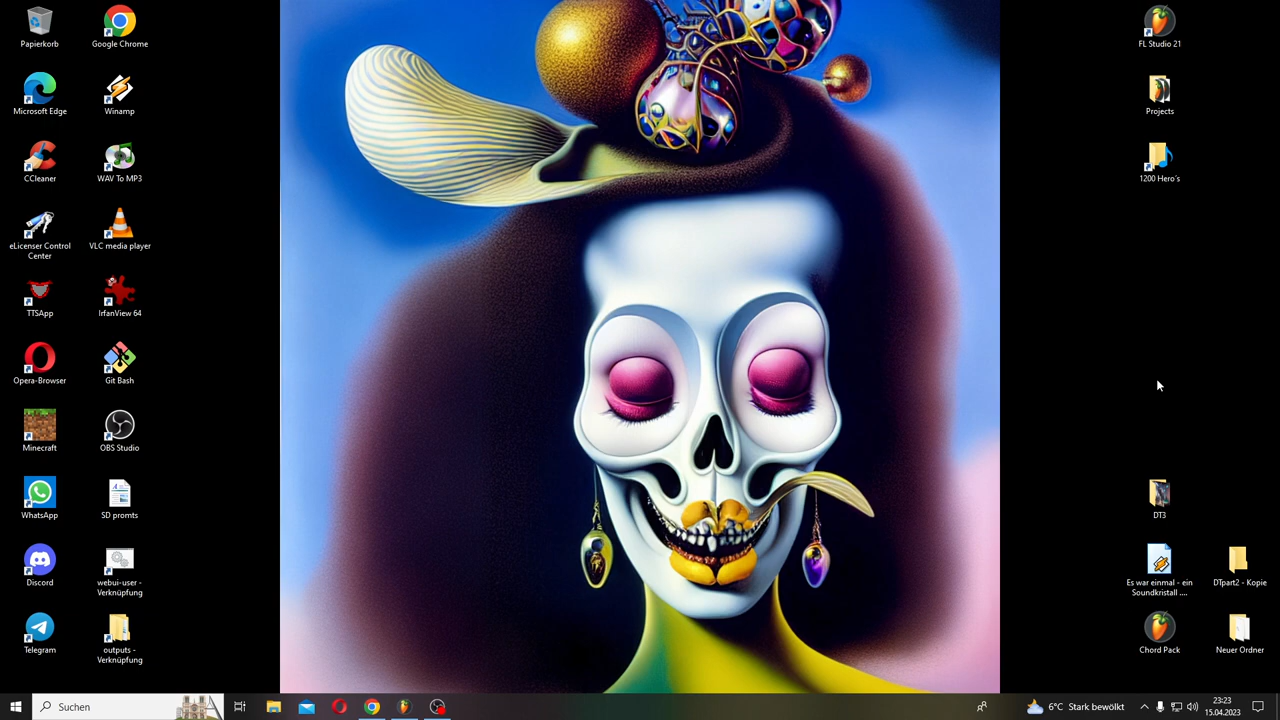 Papierkorb
Google Chrome
Microsoft Edge
Winamp
CCleaner
WAV To MP3
eLicenser Control
Center
VLC media player
TTSApp
IrfanView 64
Opera-Browser
Git Bash
Minecraft
OBS Studio
WhatsApp
SD promts
Discord
webui-user -
Verknüpfung
Telegram
outputs -
Verknüpfung
FL Studio 21
Projects
1200 Hero´s
DT3
Es war einmal - ein
Soundkristall ....
DTpart2 - Kopie
Chord Pack
Neuer Ordner
Suchen
6°C Stark bewölkt
23:23
15.04.2023